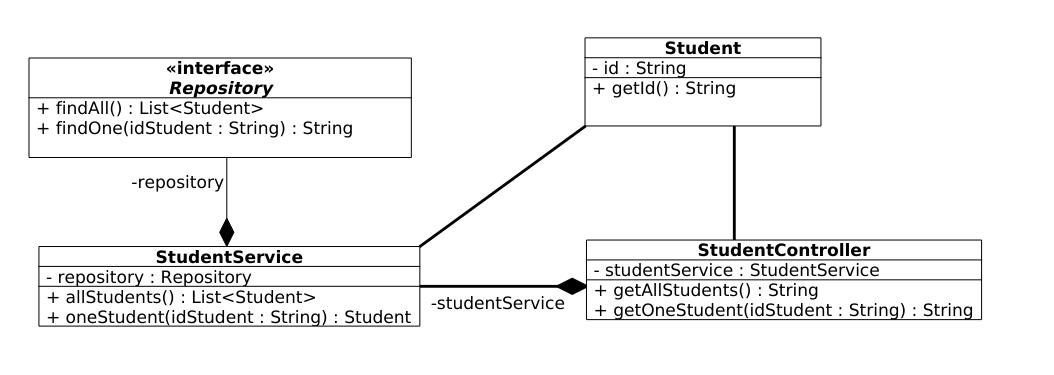 «interface»
Repository
+ findAll() : List<Student>
+ findOne(idStudent : String) : String
-repository
Student
- id : String
+ getId() : String
StudentService
- repository : Repository
+ allStudents() : List<Student>
+ oneStudent(idStudent : String) : Student
-studentService
StudentController
- studentService : StudentService
+ getAllStudents() : String
+ getOneStudent(idStudent : String) : String